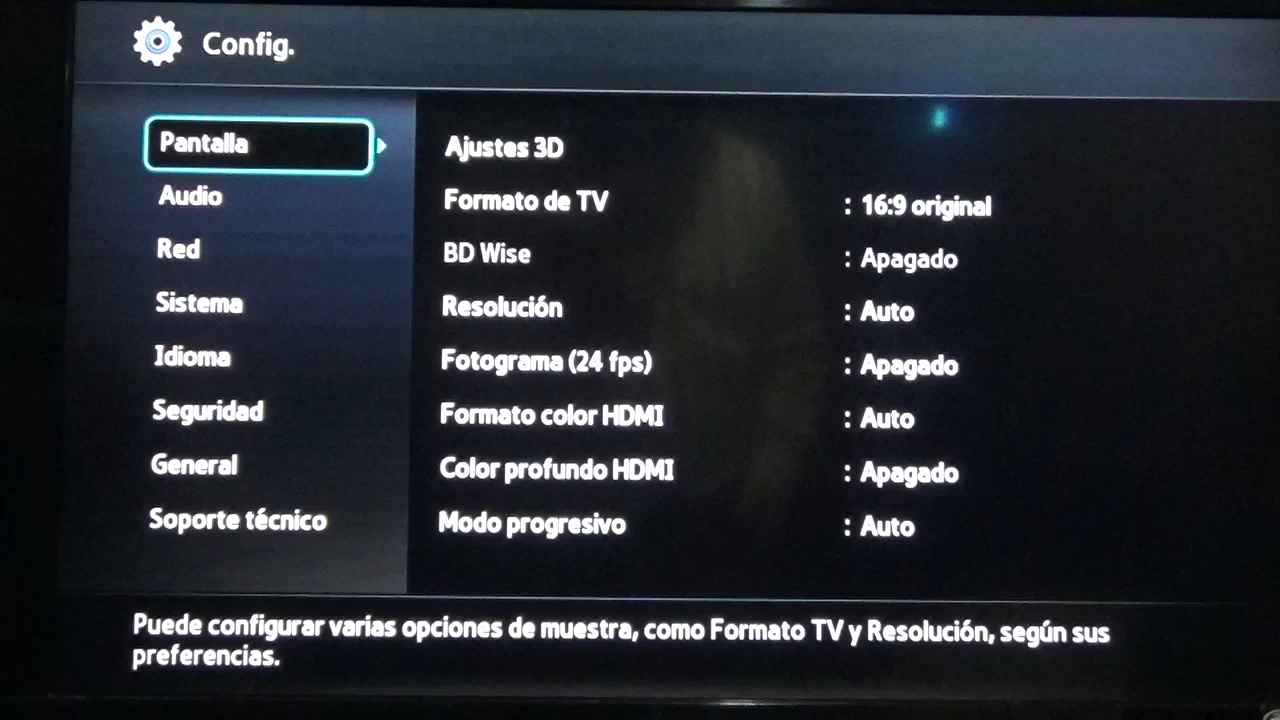 Config.
Pantalla
Audio
Red
Sistema
Idioma
Seguridad
General
Soporte técnico
Ajustes 3D
Formato de TV : 16:9 original
BD Wise : Apagado
Resolución : Auto
Fotograma (24 fps) : Apagado
Formato color HDMI : Auto
Color profundo HDMI : Apagado
Modo progresivo : Auto
Puede configurar varias opciones de muestra, como Formato TV y Resolución, según sus
preferencias.